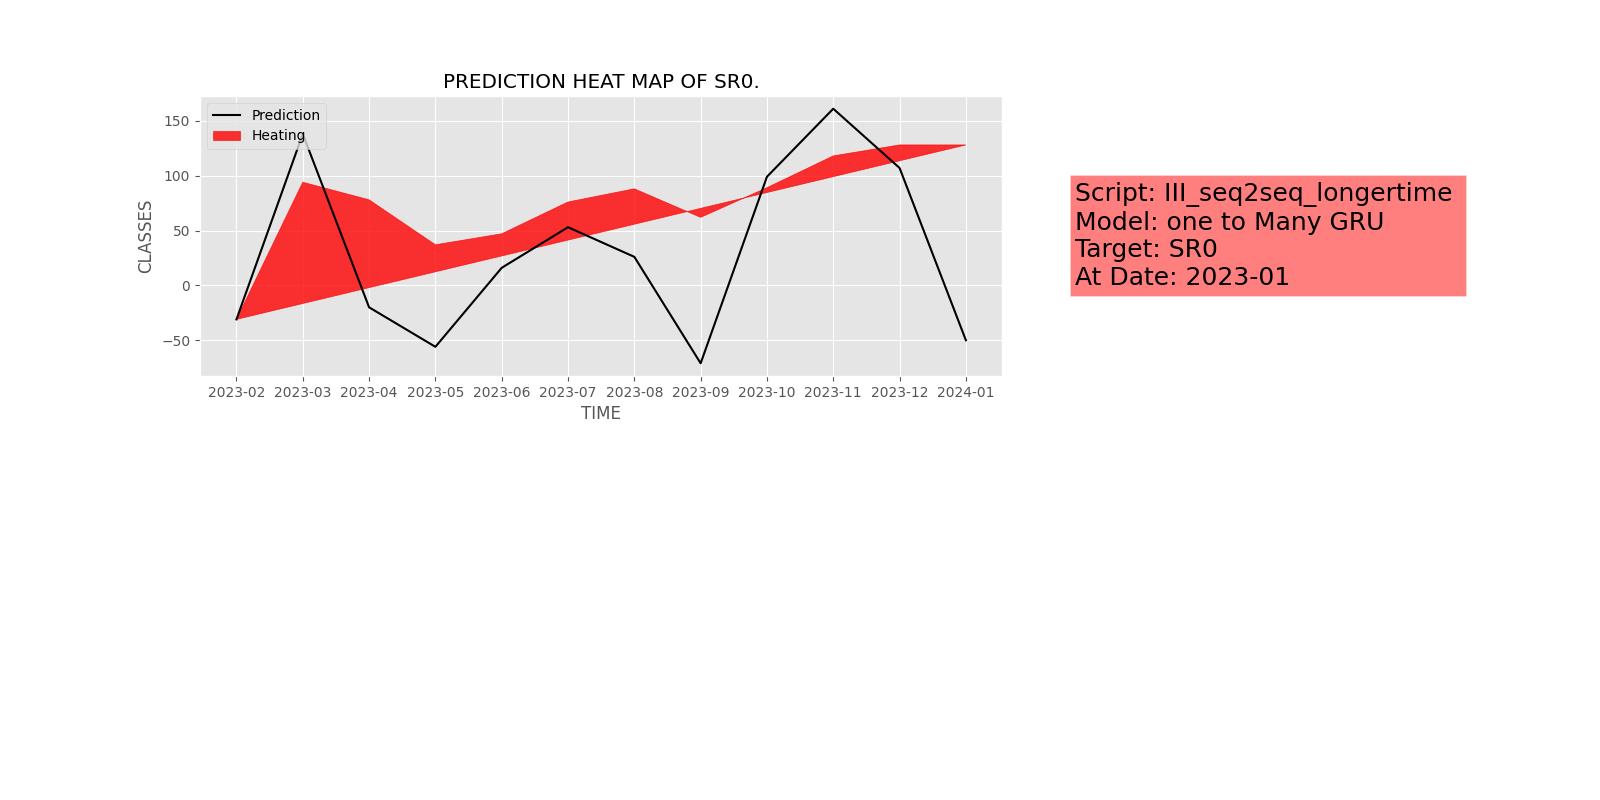 PREDICTION HEAT MAP OF SR0.
Prediction
Heating
150
100
50
0
−50
CLASSES
2023-02 2023-03 2023-04 2023-05 2023-06 2023-07 2023-08 2023-09 2023-10 2023-11 2023-12 2024-01
TIME
Script: III_seq2seq_longertime
Model: one to Many GRU
Target: SR0
At Date: 2023-01